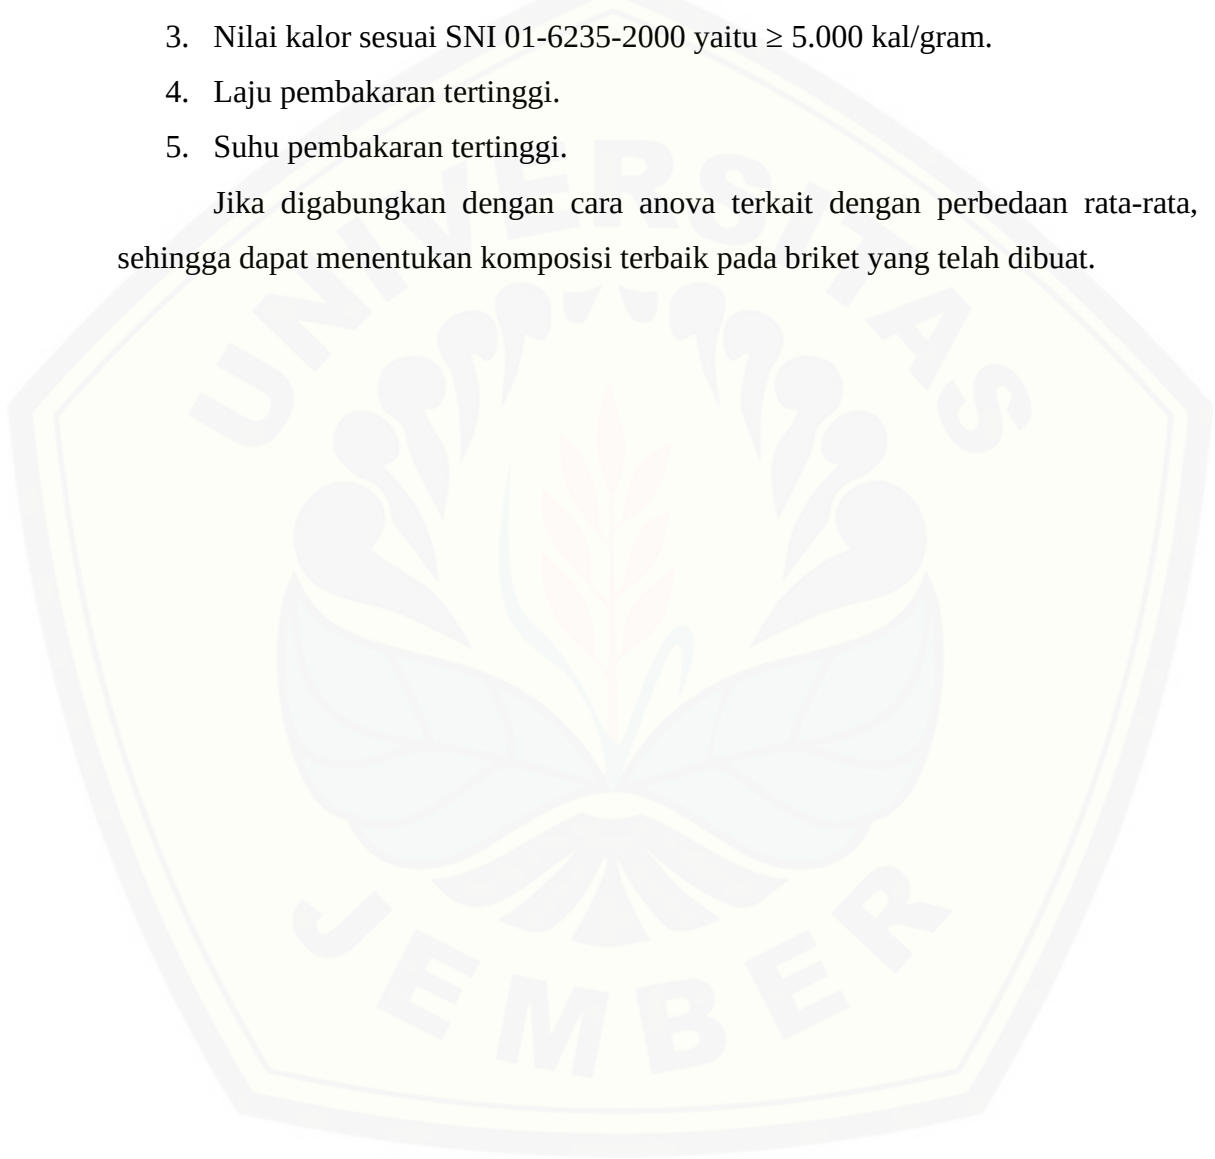 3. Nilai kalor sesuai SNI 01-6235-2000 yaitu ≥ 5.000 kal/gram.
4. Laju pembakaran tertinggi.
5. Suhu pembakaran tertinggi.
Jika digabungkan dengan cara anova terkait dengan perbedaan rata-rata,
sehingga dapat menentukan komposisi terbaik pada briket yang telah dibuat.
UNIVERSITAS
JEMBER